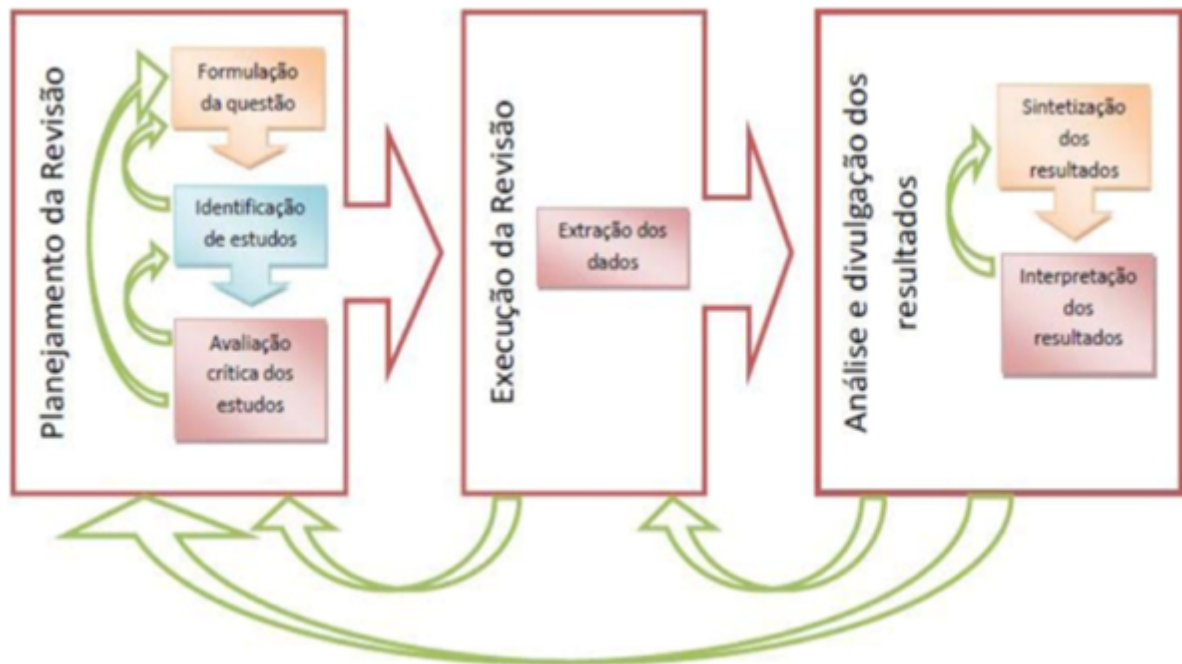 Planejamento da Revisão
Formulação
da questão
Identificação
de estudos
Avaliação
crítica dos
estudos
Execução da Revisão
Extração dos
dados
Análise e divulgação dos
resultados
Sintetização
dos
resultados
Interpretação
dos
resultados